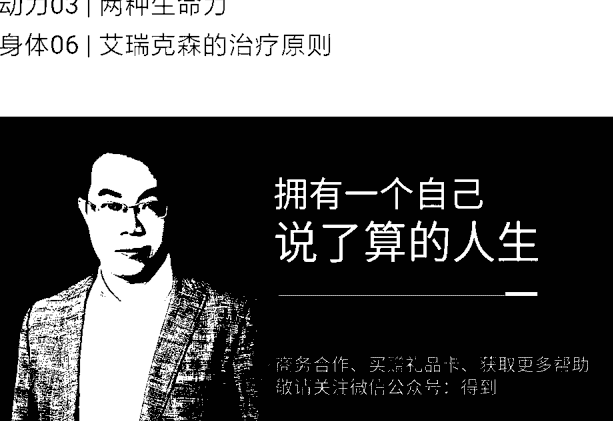 动力03 | 两种生命力
身体06 | 艾瑞克森的治疗原则
拥有一个自己
说了算的人生
商务合作、买赠礼品卡、获取更多帮助
敬请关注微信公众号：得到